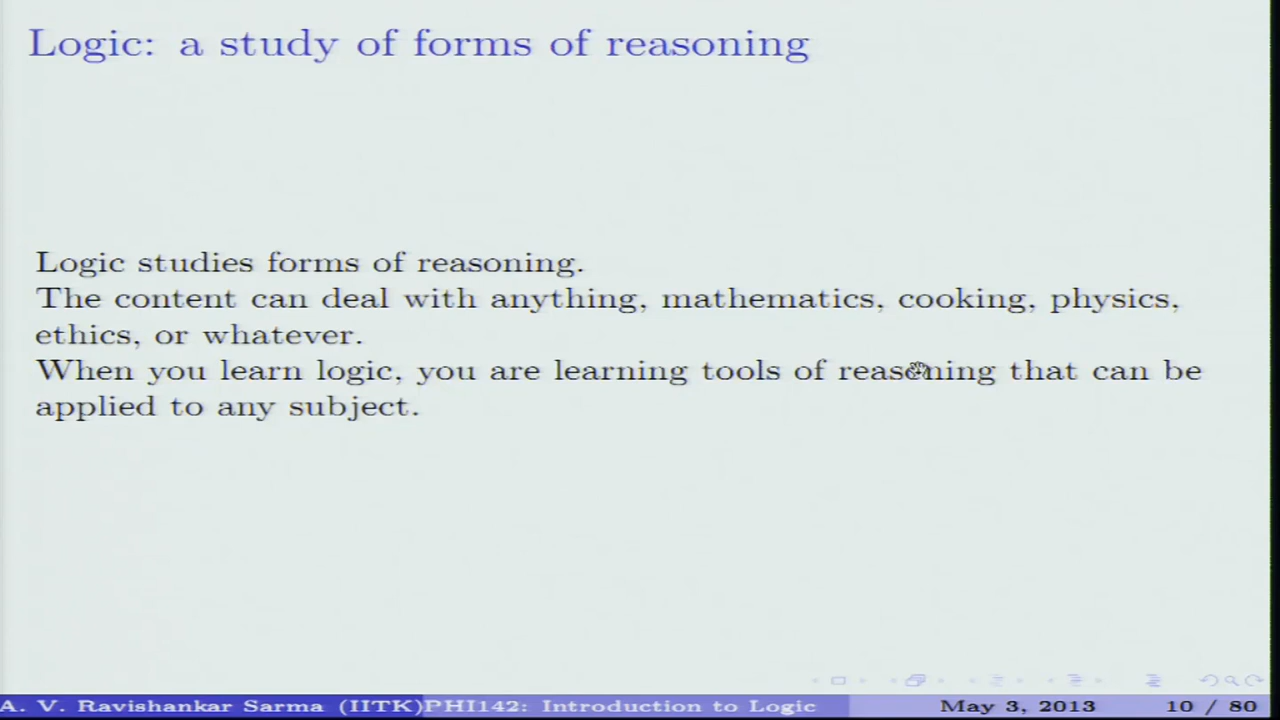 Logic: a study of forms of reasoning
Logic studies forms of reasoning.
The content can deal with anything, mathematics, cooking, physics,
ethics, or whatever.
When you learn logic, you are learning tools of reasoning that can be
applied to any subject.
A. V. Ravishankar Sarma (IITK) PHI142: Introduction to Logic May 3, 2013 10 / 80